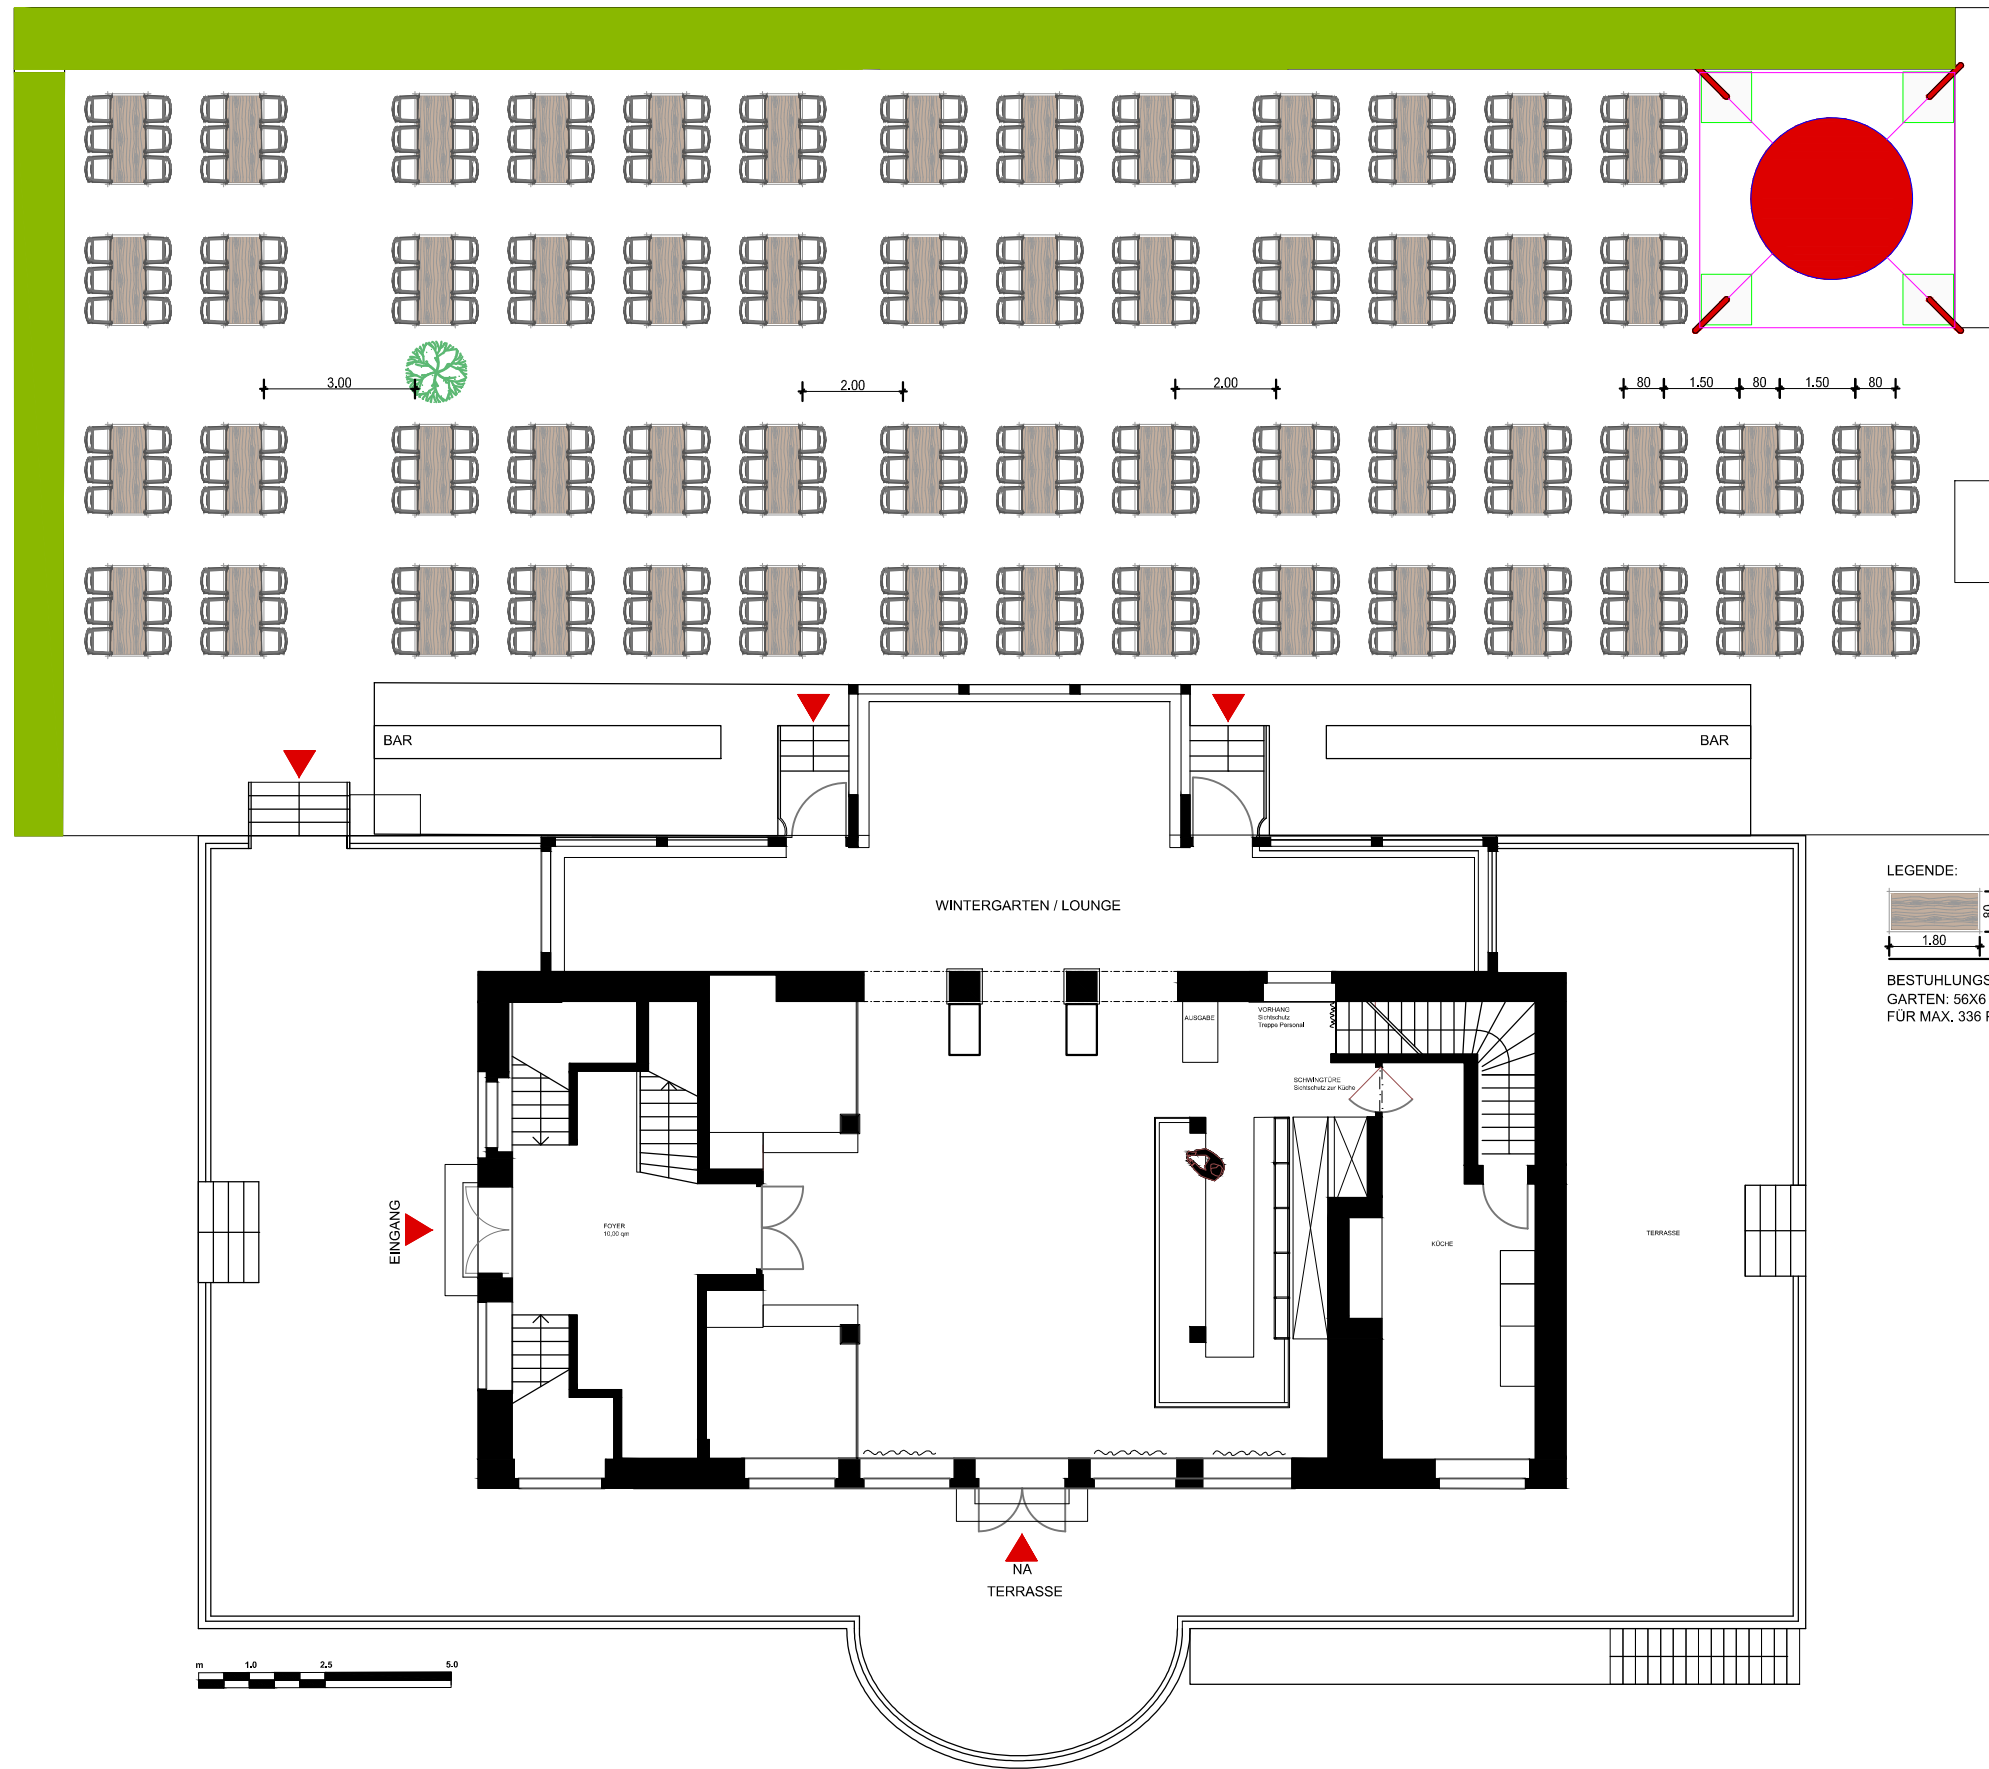 3.00
2.00
2.00
80 1.50 80 1.50 80
BAR
BAR
LEGENDE:
80
1.80
WINTERGARTEN / LOUNGE
BESTUHLUNGS
GARTEN: 56X6
FÜR MAX. 336
AUSGABE
VORHANG
Sichtschutz
Treppe Personal
SCHWINGTÜRE
Sichtschutz zur Küche
EINGANG
FOYER
10,00 qm
KÜCHE
TERRASSE
NA
TERRASSE
m 1.0 2.5 5.0